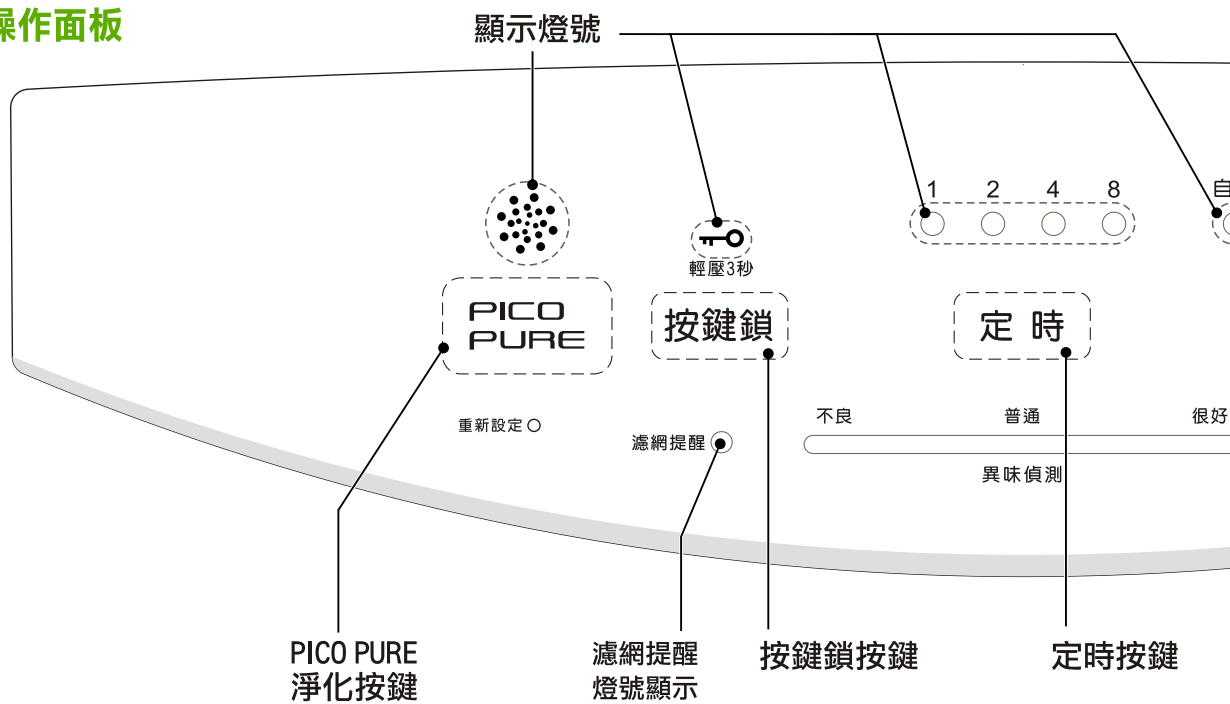 操作面板
顯示燈號
1 2 4 8 自
輕壓3秒
PICO
PURE
按鍵鎖
定時
重新設定
濾網提醒
不良 普通 很好
異味偵測
PICO PURE
淨化按鍵
濾網提醒
燈號顯示
按鍵鎖按鍵
定時按鍵